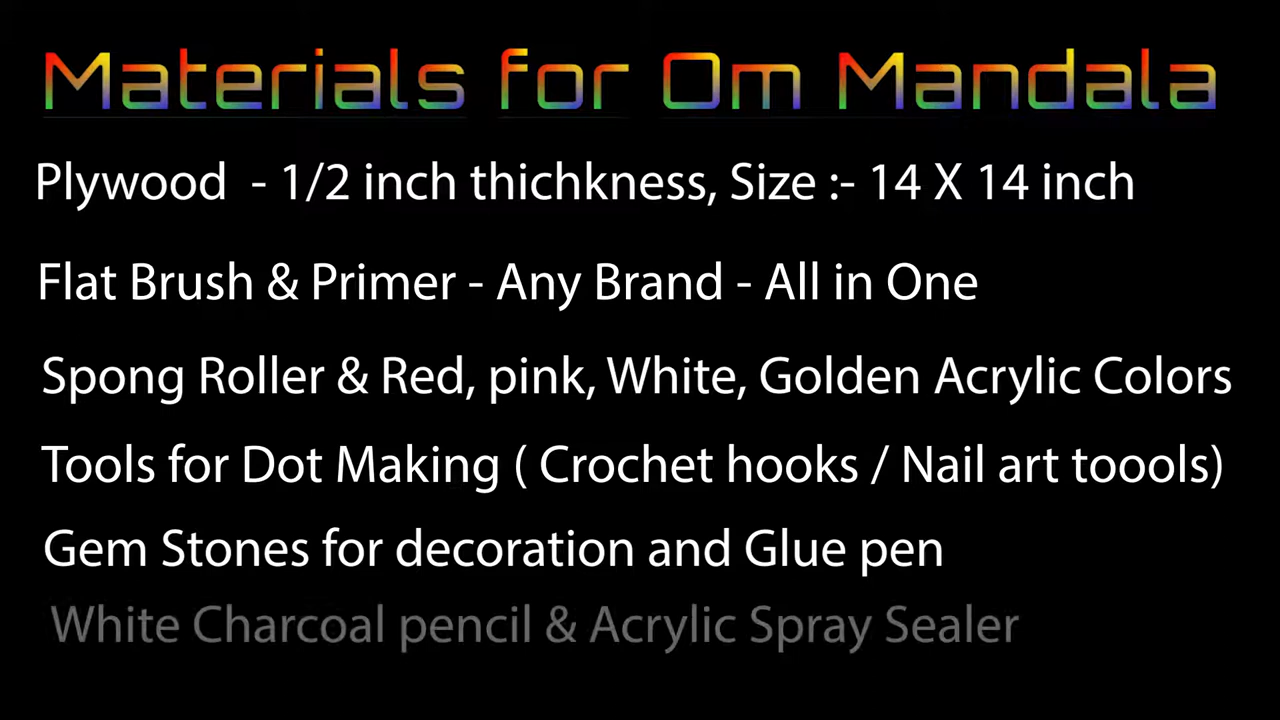 Materials for Om Mandala
Plywood - 1/2 inch thichkness, Size :- 14 X 14 inch
Flat Brush & Primer - Any Brand - All in One
Spong Roller & Red, pink, White, Golden Acrylic Colors
Tools for Dot Making ( Crochet hooks / Nail art toools)
Gem Stones for decoration and Glue pen
White Charcoal pencil & Acrylic Spray Sealer